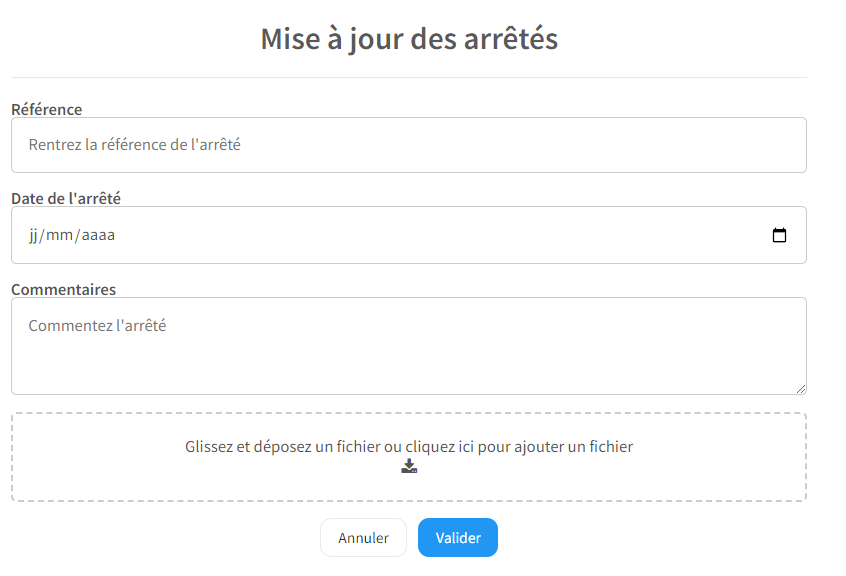 Mise à jour des arrêtés
Référence
Rentrez la référence de l'arrêté
Date de l'arrêté
jj/mm/aaaa
Commentaires
Commentez l'arrêté
Glissez et déposez un fichier ou cliquez ici pour ajouter un fichier
Annuler
Valider